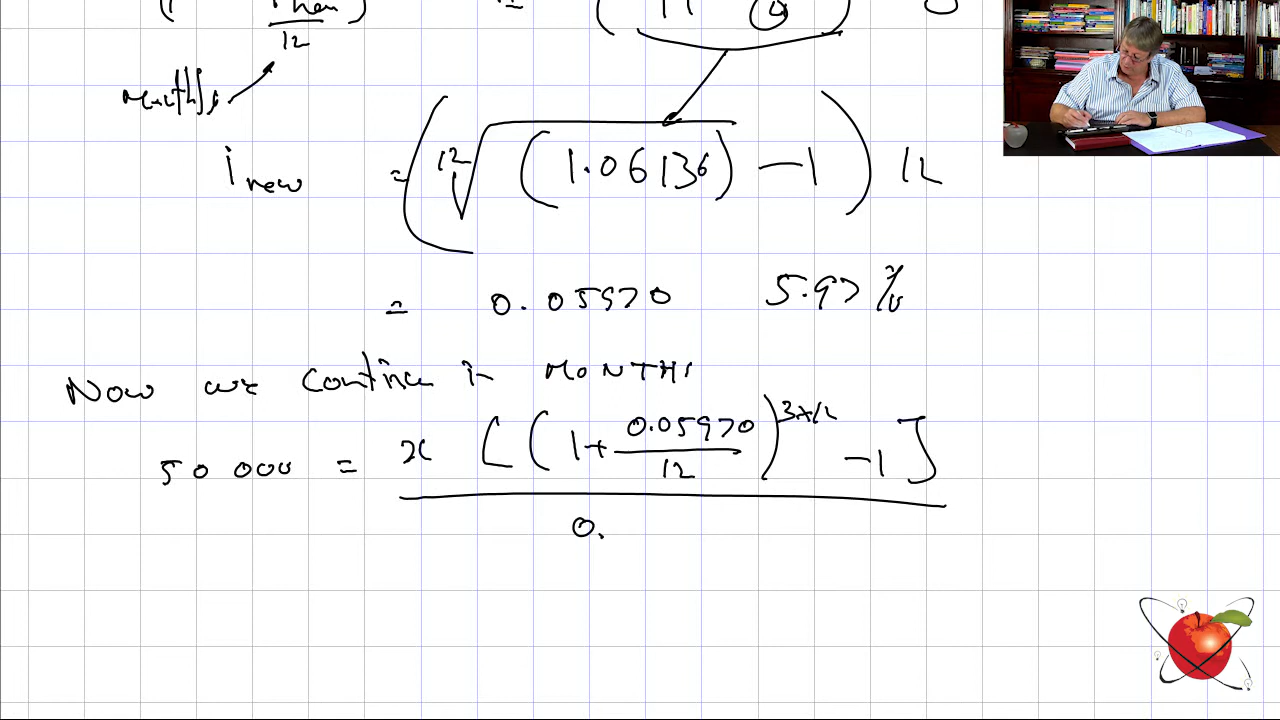 12
Months
i new = ( 12√(1.06136) - 1 ) 12
= 0.05970 5.97%
Now we continue in MONTHS
50 000 = x [ ( 1 + 0.05970 / 12 )^3×12 - 1 ]
0.